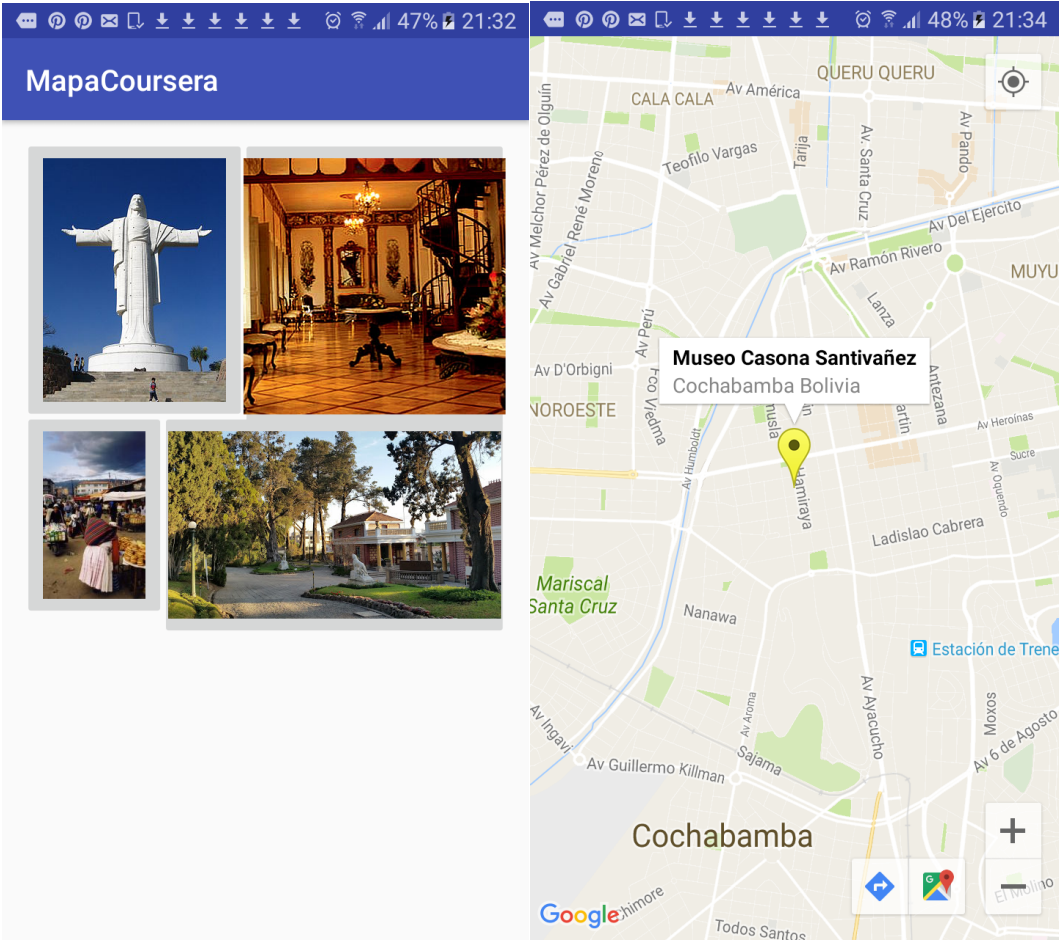 47% 21:32
MapaCoursera
48% 21:34
QUERU QUERU
CALA CALA
Av América
Av Melchor Pérez de Olguín
Av Gabriel René Moreno
Teofilo Vargas
Tarija
Av. Santa Cruz
Av Pando
Av Del Ejercito
Av Ramón Rivero
MUYU
Lanza
Av Perú
Museo Casona Santivañez
Cochabamba Bolivia
Av D'Orbigni
Fco Viedma
NOROESTE
Antezana
Av Heroínas
Sucre
Av Humboldt
Hamiraya
Av Oquendo
Ladislao Cabrera
Mariscal
Santa Cruz
Nanawa
Estación de Trene
Av Aroma
Av Ayacucho
Moxos
Av Ingavi
Sajama
Av 6 de Agosto
Av Guillermo Killman
Cochabamba
G
El Molino
Google
Todos Santos